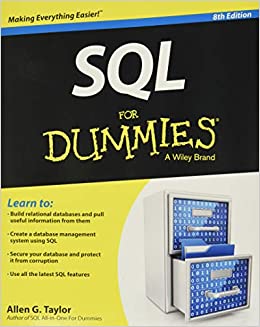 Making Everything Easier!™
8th Edition
SQL
FOR
DUMMIES®
A Wiley Brand
Learn to:
• Build relational databases and pull
useful information from them
• Create a database management
system using SQL
• Secure your database and protect
it from corruption
• Use all the latest SQL features
Allen G. Taylor
Author of SQL All-in-One For Dummies